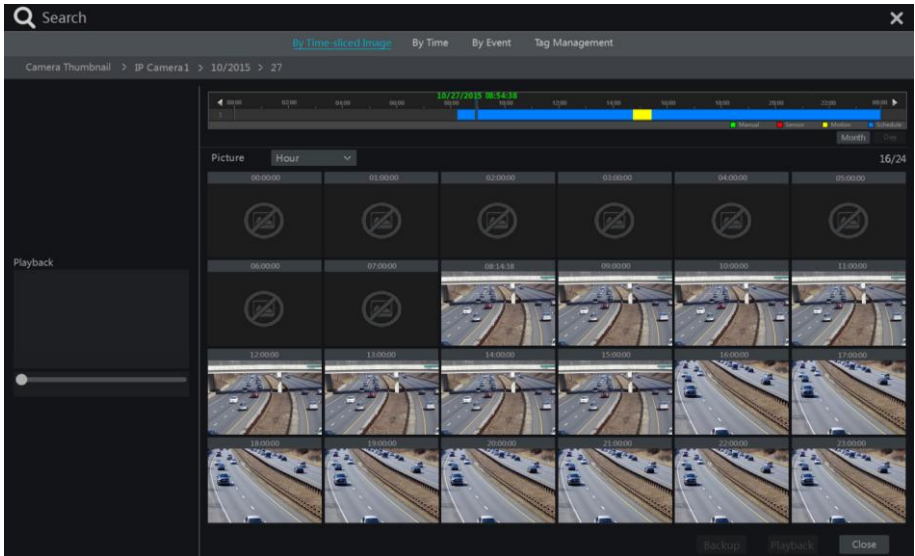 Search
By Time-sliced Image By Time By Event Tag Management
Camera Thumbnail > IP Camera1 > 10/2015 > 27
10/27/2015 08:54:38
00:00 02:00 04:00 06:00 08:00 10:00 12:00 14:00 16:00 18:00 20:00 22:00 00:00
1
Manual Sensor Motion Schedule
Month Day
Picture Hour 16/24
00:00:00 01:00:00 02:00:00 03:00:00 04:00:00 05:00:00
Playback
06:00:00 07:00:00 08:14:38 09:00:00 10:00:00 11:00:00
12:00:00 13:00:00 14:00:00 15:00:00 16:00:00 17:00:00
18:00:00 19:00:00 20:00:00 21:00:00 22:00:00 23:00:00
Backup Playback Close